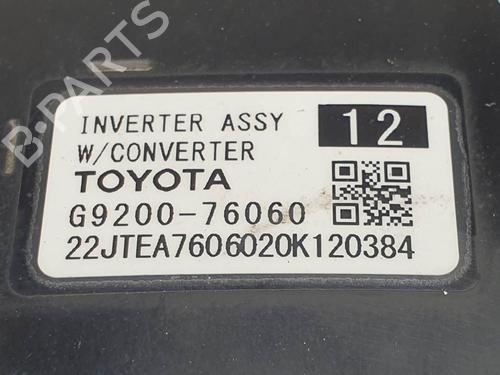 B-PARTS
INVERTER ASSY 12
W/CONVERTER
TOYOTA
G9200-76060
22JTEA7606020K120384